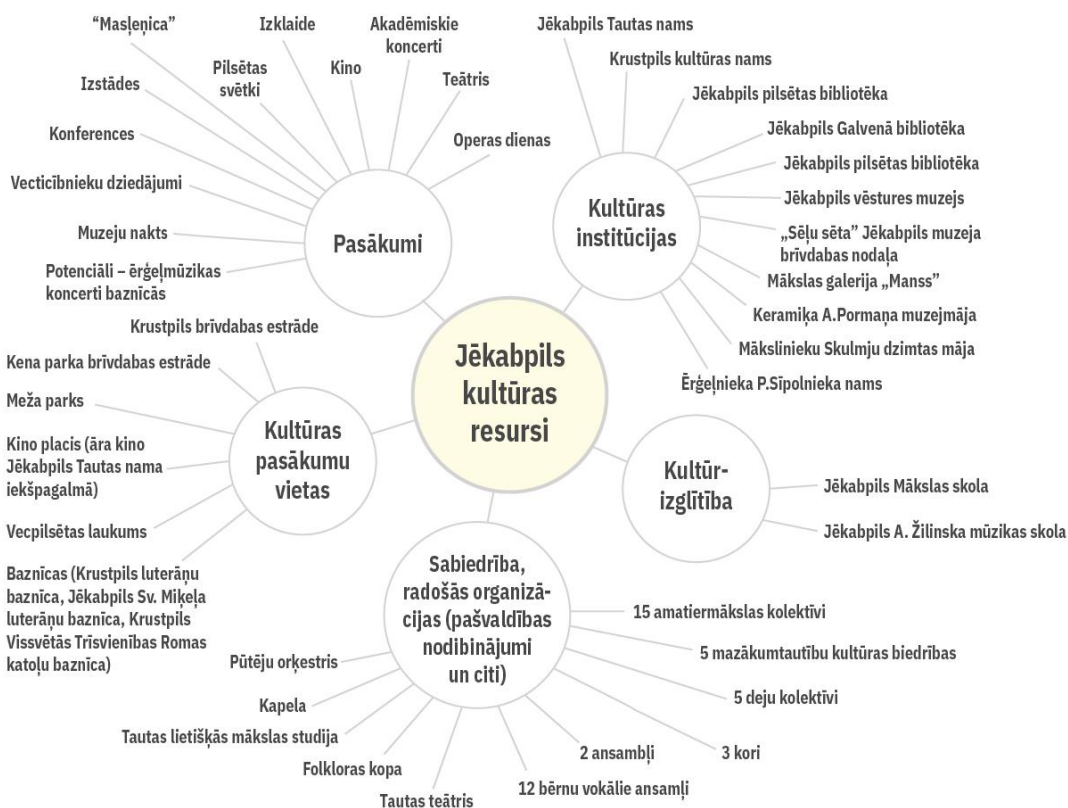 “Masļeņica”
Izklaide
Akadēmiskie
koncerti
Pilsētas
svētki
Kino
Teātris
Izstādes
Operas dienas
Konferences
Vecticībnieku dziedājumi
Muzeju nakts
Potenciāli – ērģeļmūzikas
koncerti baznīcās
Pasākumi
Jēkabpils Tautas nams
Krustpils kultūras nams
Jēkabpils pilsētas bibliotēka
Jēkabpils Galvenā bibliotēka
Jēkabpils pilsētas bibliotēka
Jēkabpils vēstures muzejs
„Sēļu sēta” Jēkabpils muzeja
brīvdabas nodaļa
Mākslas galerija „Manss”
Keramiķa A.Pormaņa muzejmāja
Mākslinieku Skulmju dzimtas māja
Ērģeļnieka P.Sīpolnieka nams
Kultūras
institūcijas
Jēkabpils
kultūras
resursi
Krustpils brīvdabas estrāde
Kena parka brīvdabas estrāde
Meža parks
Kino placis (āra kino
Jēkabpils Tautas nama
iekšpagalmā)
Vecpilsētas laukums
Baznīcas (Krustpils luterāņu
baznīca, Jēkabpils Sv. Miķeļa
luterāņu baznīca, Krustpils
Vissvētās Trīsvienības Romas
katoļu baznīca)
Kultūras
pasākumu
vietas
Kultūr-
izglītība
Jēkabpils Mākslas skola
Jēkabpils A. Žilinska mūzikas skola
Sabiedrība,
radošās organizā-
cijas (pašvaldības
nodibinājumi
un citi)
15 amatiermākslas kolektīvi
5 mazākumtautību kultūras biedrības
5 deju kolektīvi
3 kori
2 ansambļi
12 bērnu vokālie ansamļi
Pūtēju orķestris
Kapela
Tautas lietišķās mākslas studija
Folkloras kopa
Tautas teātris